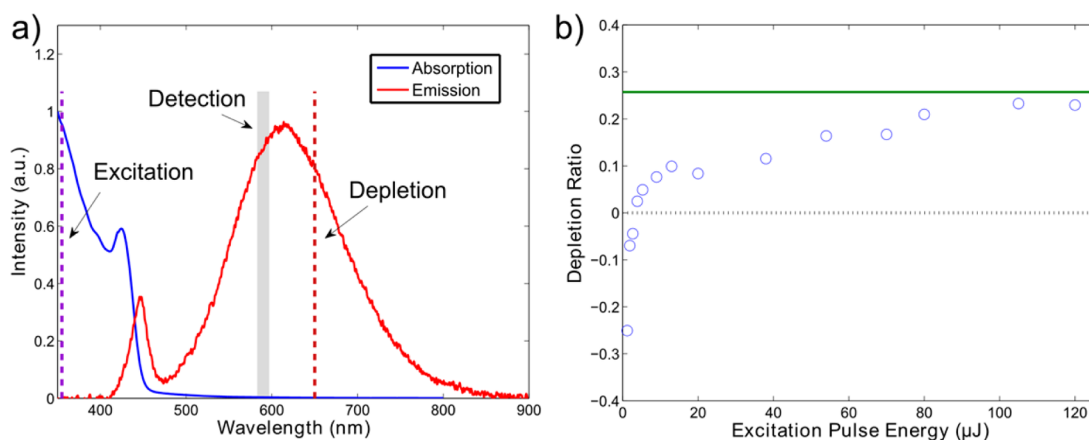 a)
1.2
1
0.8
0.6
0.4
0.2
0
Intensity (a.u.)
400
500
600
700
800
900
Wavelength (nm)
Absorption
Emission
Detection
Excitation
Depletion
b)
0.4
0.3
0.2
0.1
0
−0.1
−0.2
−0.3
−0.4
Depletion Ratio
0
20
40
60
80
100
120
Excitation Pulse Energy (µJ)